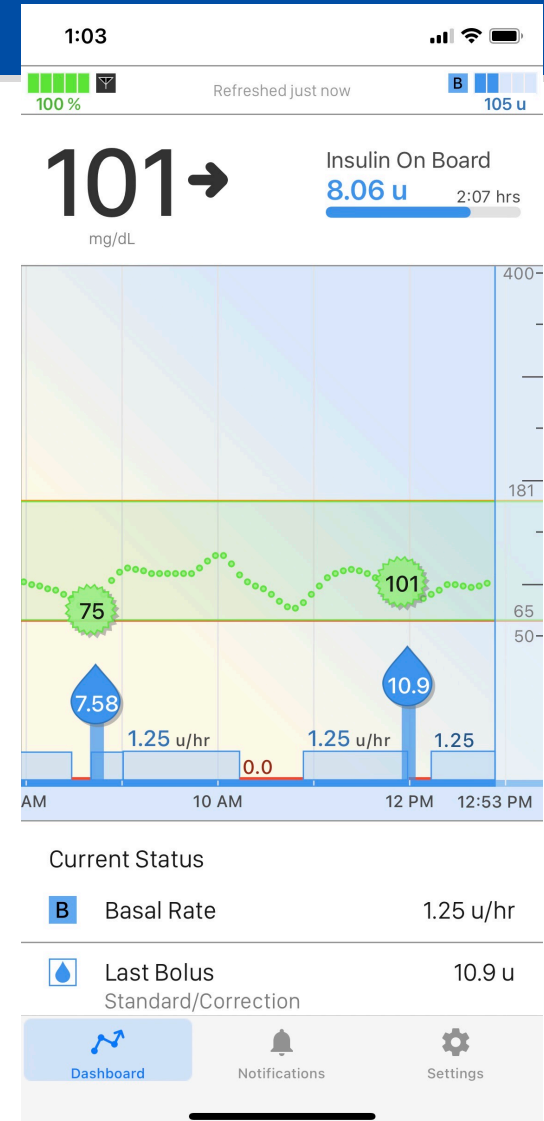 1:03
100 %
Refreshed just now
B
105 u
101
mg/dL
Insulin On Board
8.06 u
2:07 hrs
400
181
101
75
65
50
10.9
7.58
1.25 u/hr
1.25 u/hr
1.25
0.0
AM
10 AM
12 PM
12:53 PM
Current Status
B
Basal Rate
1.25 u/hr
Last Bolus
10.9 u
Standard/Correction
Dashboard
Notifications
Settings